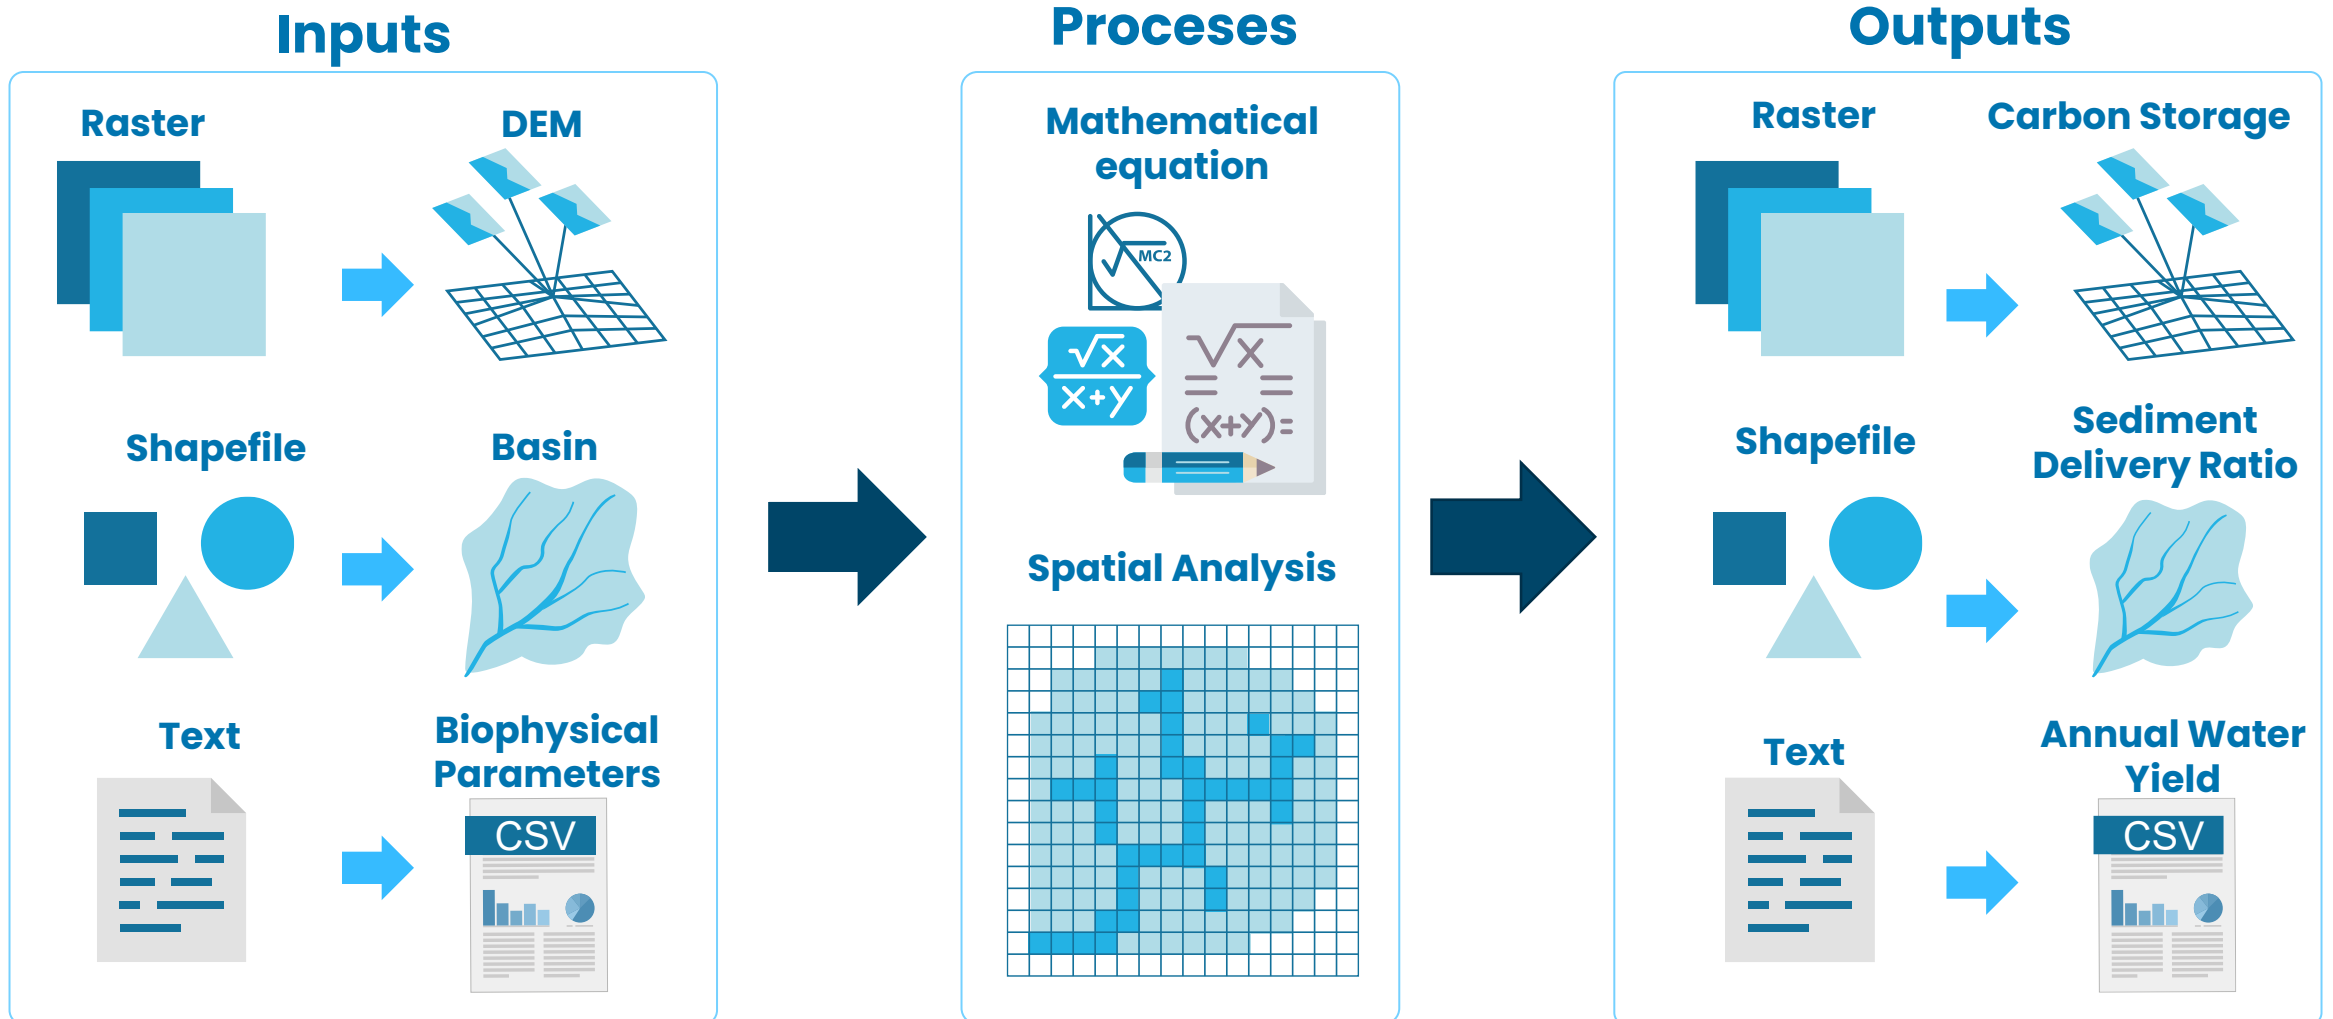 Inputs
Raster
DEM
Shapefile
Basin
Text
Biophysical
Parameters
CSV
Proceses
Mathematical
equation
√MC2
√x
x+y
√x
= =
(x+y)=
Spatial Analysis
Outputs
Raster
Carbon Storage
Shapefile
Sediment
Delivery Ratio
Text
Annual Water
Yield
CSV